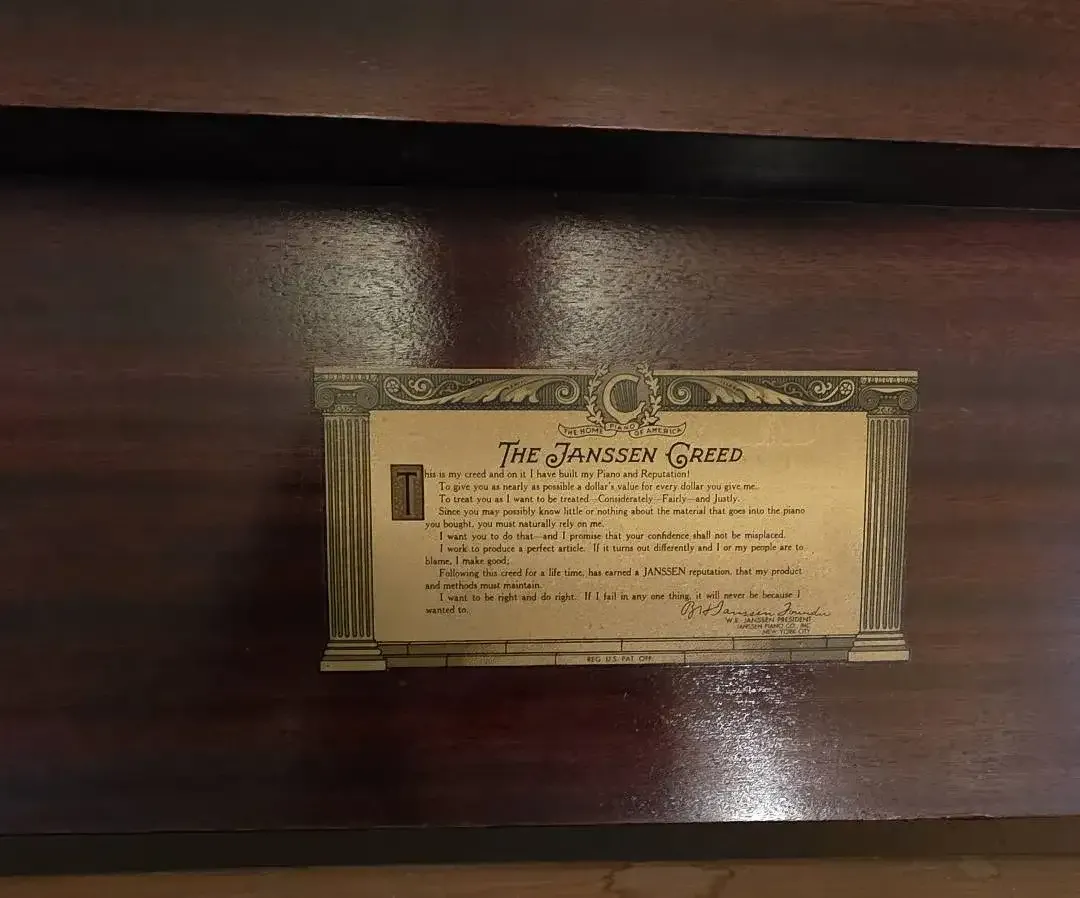 THE HOME PIANO OF AMERICA
THE JANSSEN CREED
This is my creed and on it I have built my Piano and Reputation!
To give you as nearly as possible a dollar's value for every dollar you give me.
To treat you as I want to be treated—Considerately—Fairly—and Justly.
Since you may possibly know little or nothing about the material that goes into the piano
you bought, you must naturally rely on me.
I want you to do that—and I promise that your confidence shall not be misplaced.
I work to produce a perfect article. If it turns out differently and I or my people are to
blame, I make good;
Following this creed for a life time, has earned a JANSSEN reputation, that my product
and methods must maintain.
I want to be right and do right. If I fail in any one thing, it will never be because I
wanted to.
Janssen Founder
JANSSEN PRESIDENT
JANSSEN PIANO CO., INC.
NEW YORK CITY
REG. U.S. PAT. OFF.